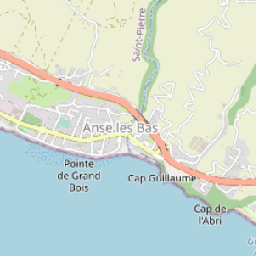 Saint-Pierre
Anse les Bas
Pointe
de Grand
Bois
Cap Guillaume
Cap de
l'Abri